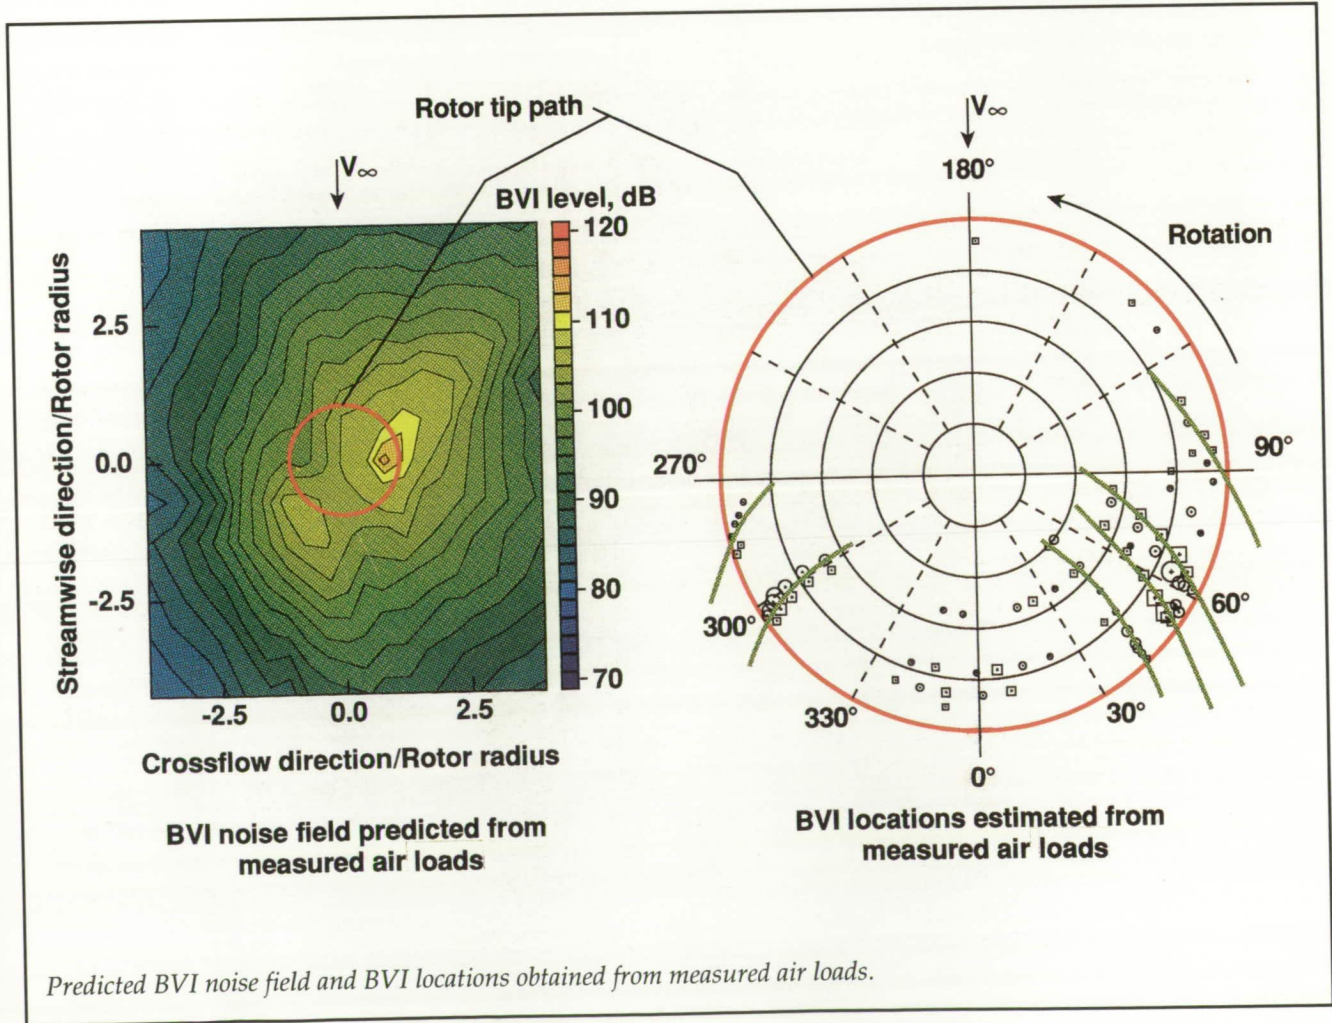 Rotor tip path
V∞
V∞
180°
BVI level, dB
120
110
100
90
80
70
Streamwise direction/Rotor radius
2.5
0.0
-2.5
-2.5
0.0
2.5
Crossflow direction/Rotor radius
BVI noise field predicted from
measured air loads
Rotation
270°
90°
300°
60°
330°
30°
0°
BVI locations estimated from
measured air loads
Predicted BVI noise field and BVI locations obtained from measured air loads.